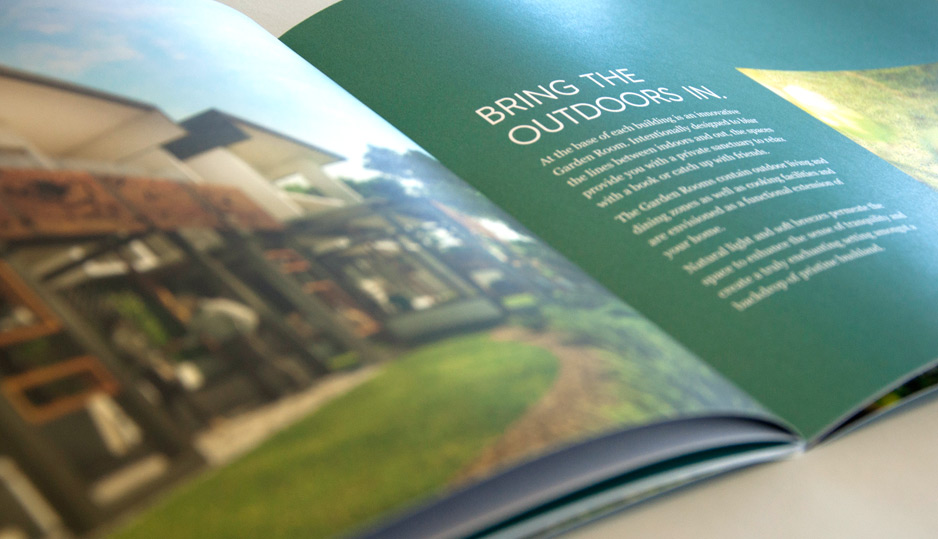 BRING THE
OUTDOORS IN.
At the base of each building is an innovative
Garden Room. Intentionally designed to blur
the lines between indoors and out, the spaces
provide you with a private sanctuary to relax
with a book or catch up with friends.
The Garden Rooms contain outdoor living and
dining zones as well as cooking facilities and
are envisioned as a functional extension of
your home.
Natural light and soft breezes permeate the
space to enhance the sense of tranquility and
create a truly enchanting setting amongst a
backdrop of pristine bushland.